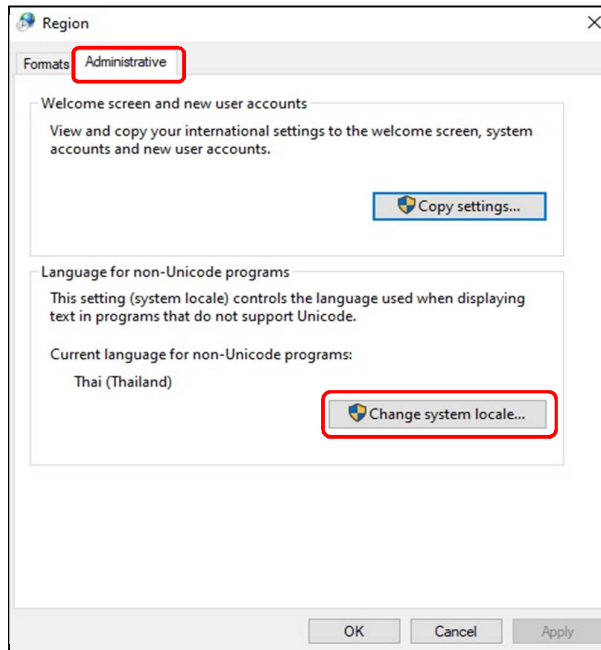 Region
Formats Administrative
Welcome screen and new user accounts
View and copy your international settings to the welcome screen, system
accounts and new user accounts.
Copy settings...
Language for non-Unicode programs
This setting (system locale) controls the language used when displaying
text in programs that do not support Unicode.
Current language for non-Unicode programs:
Thai (Thailand)
Change system locale...
OK Cancel Apply